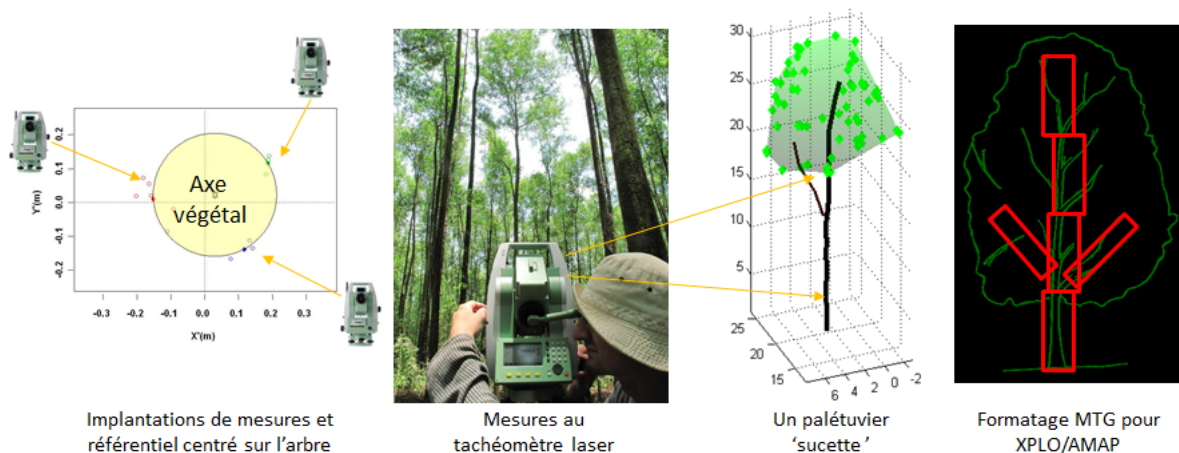 0.2
0.1
0.0
-0.1
-0.2
Y"(m)
Axe
végétal
-0.3 -0.2 -0.1 0.0 0.1 0.2 0.3
X"(m)
30
25
20
15
10
5
25
20
15
6 4 2 0 -2
Implantations de mesures et
référentiel centré sur l'arbre
Mesures au
tachéomètre laser
Un palétuvier
'sucette'
Formatage MTG pour
XPLO/AMAP